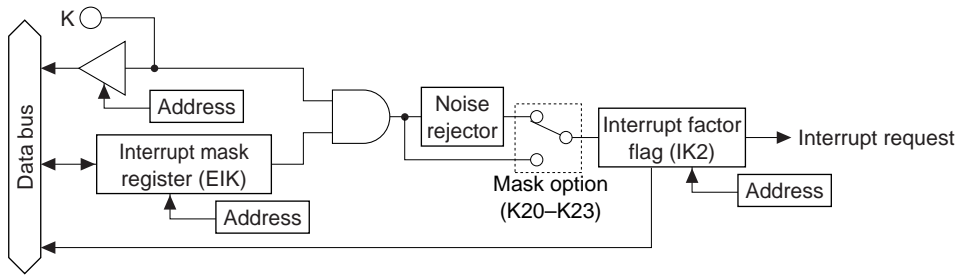 K
Data bus
Address
Interrupt mask
register (EIK)
Address
Noise
rejector
Mask option
(K20–K23)
Interrupt factor
flag (IK2)
Address
Interrupt request